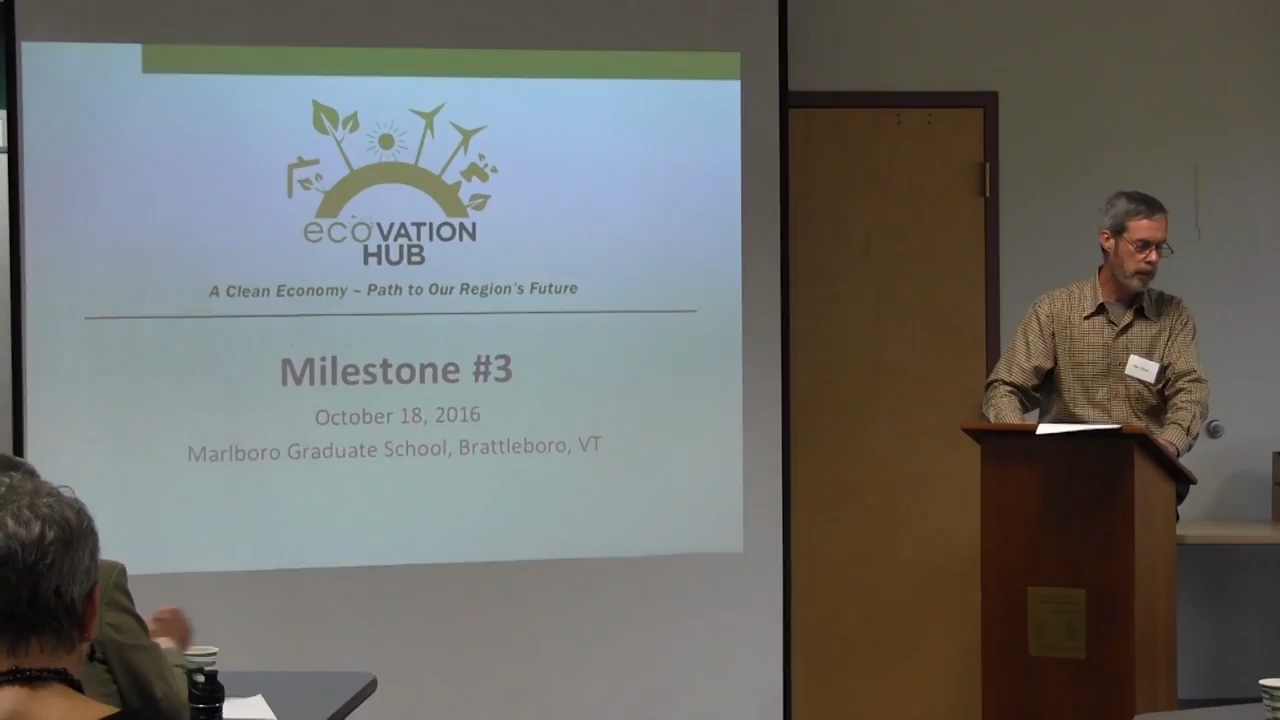 ecoVATION
HUB
A Clean Economy – Path to Our Region's Future
Milestone #3
October 18, 2016
Marlboro Graduate School, Brattleboro, VT